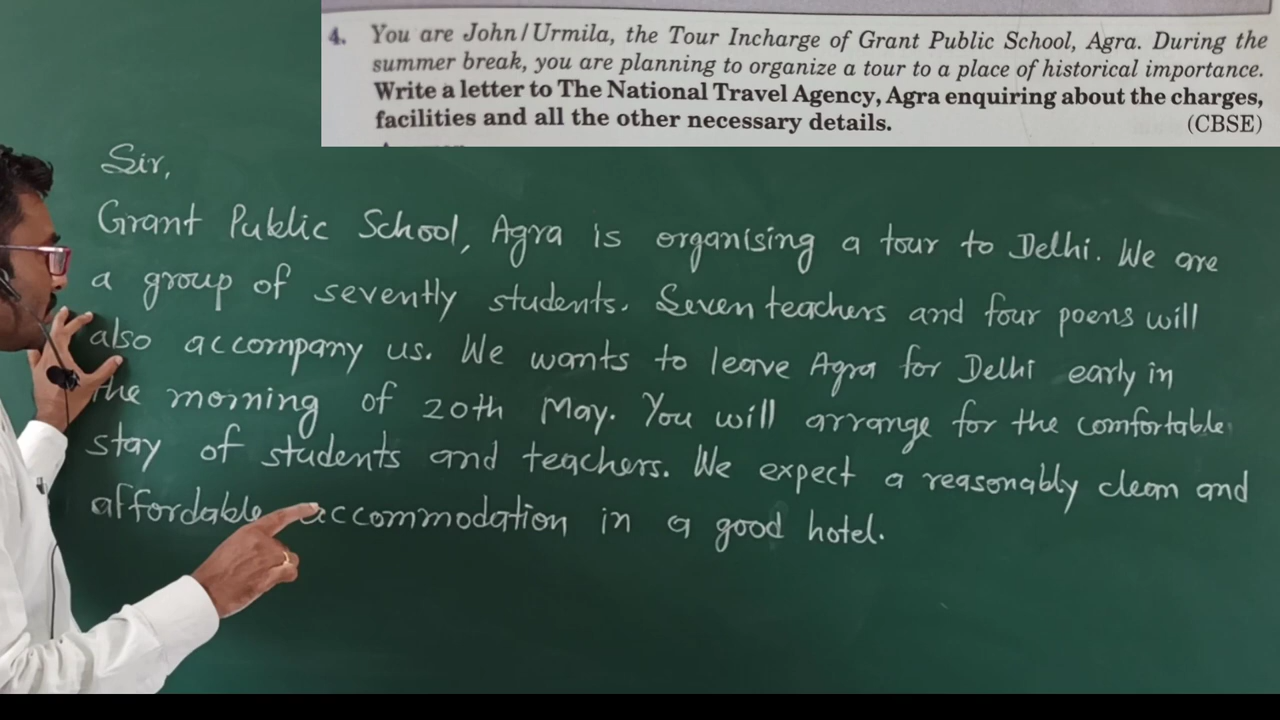 4. You are John/Urmila, the Tour Incharge of Grant Public School, Agra. During the
summer break, you are planning to organize a tour to a place of historical importance.
Write a letter to The National Travel Agency, Agra enquiring about the charges,
facilities and all the other necessary details. (CBSE)
Sir,
Grant Public School, Agra is organising a tour to Delhi. We are
a group of sevently students. Seven teachers and four poens will
also accompany us. We wants to leave Agra for Delhi early in
the morning of 20th May. You will arrange for the comfortable
stay of students and teachers. We expect a reasonably clean and
affordable accommodation in a good hotel.